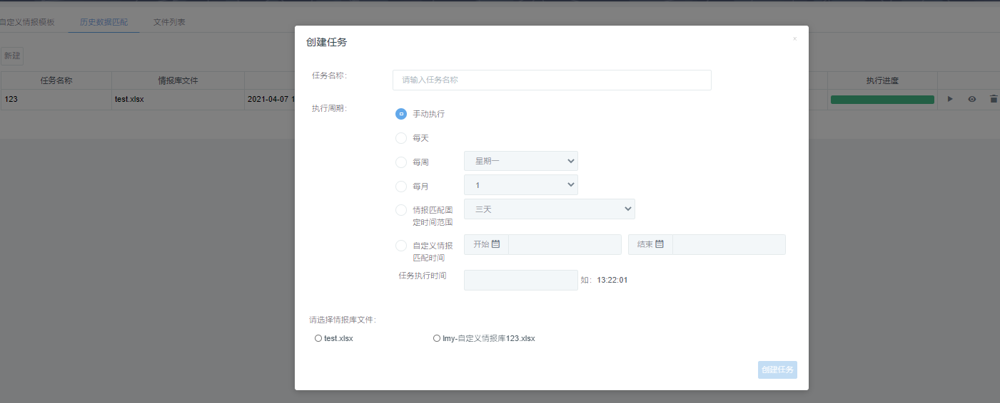 自定义情报模板 历史数据匹配 文件列表
新建
任务名称 情报库文件 执行进度
123 test.xlsx 2021-04-07 1
创建任务 ×
任务名称: 请输入任务名称
执行周期: 手动执行
每天
每周 星期一
每月 1
情报匹配固 三天
定时间范围
自定义情报 开始 结束
匹配时间
任务执行时间 如: 13:22:01
请选择情报库文件:
test.xlsx lmy-自定义情报库123.xlsx
创建任务